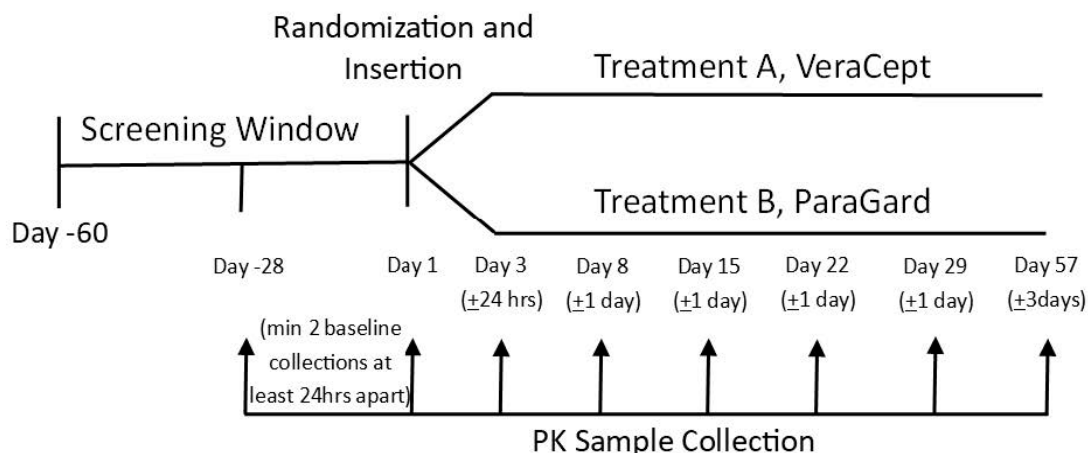 Randomization and
Insertion
Treatment A, VeraCept
Screening Window
Treatment B, ParaGard
Day -60
Day -28
Day 1
Day 3
(±24 hrs)
Day 8
(±1 day)
Day 15
(±1 day)
Day 22
(±1 day)
Day 29
(±1 day)
Day 57
(±3days)
(min 2 baseline
collections at
least 24hrs apart)
PK Sample Collection